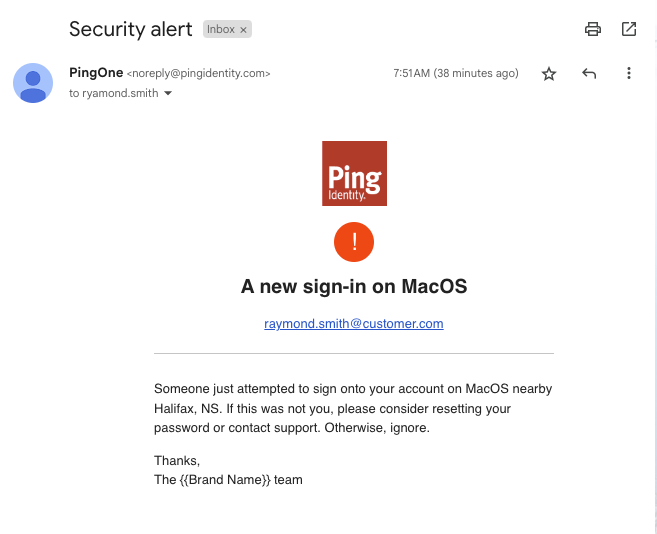 Security alert Inbox ×
PingOne <noreply@pingidentity.com> 7:51AM (38 minutes ago)
to ryamond.smith
Ping
Identity.
!
A new sign-in on MacOS
raymond.smith@customer.com
Someone just attempted to sign onto your account on MacOS nearby
Halifax, NS. If this was not you, please consider resetting your
password or contact support. Otherwise, ignore.
Thanks,
The {{Brand Name}} team